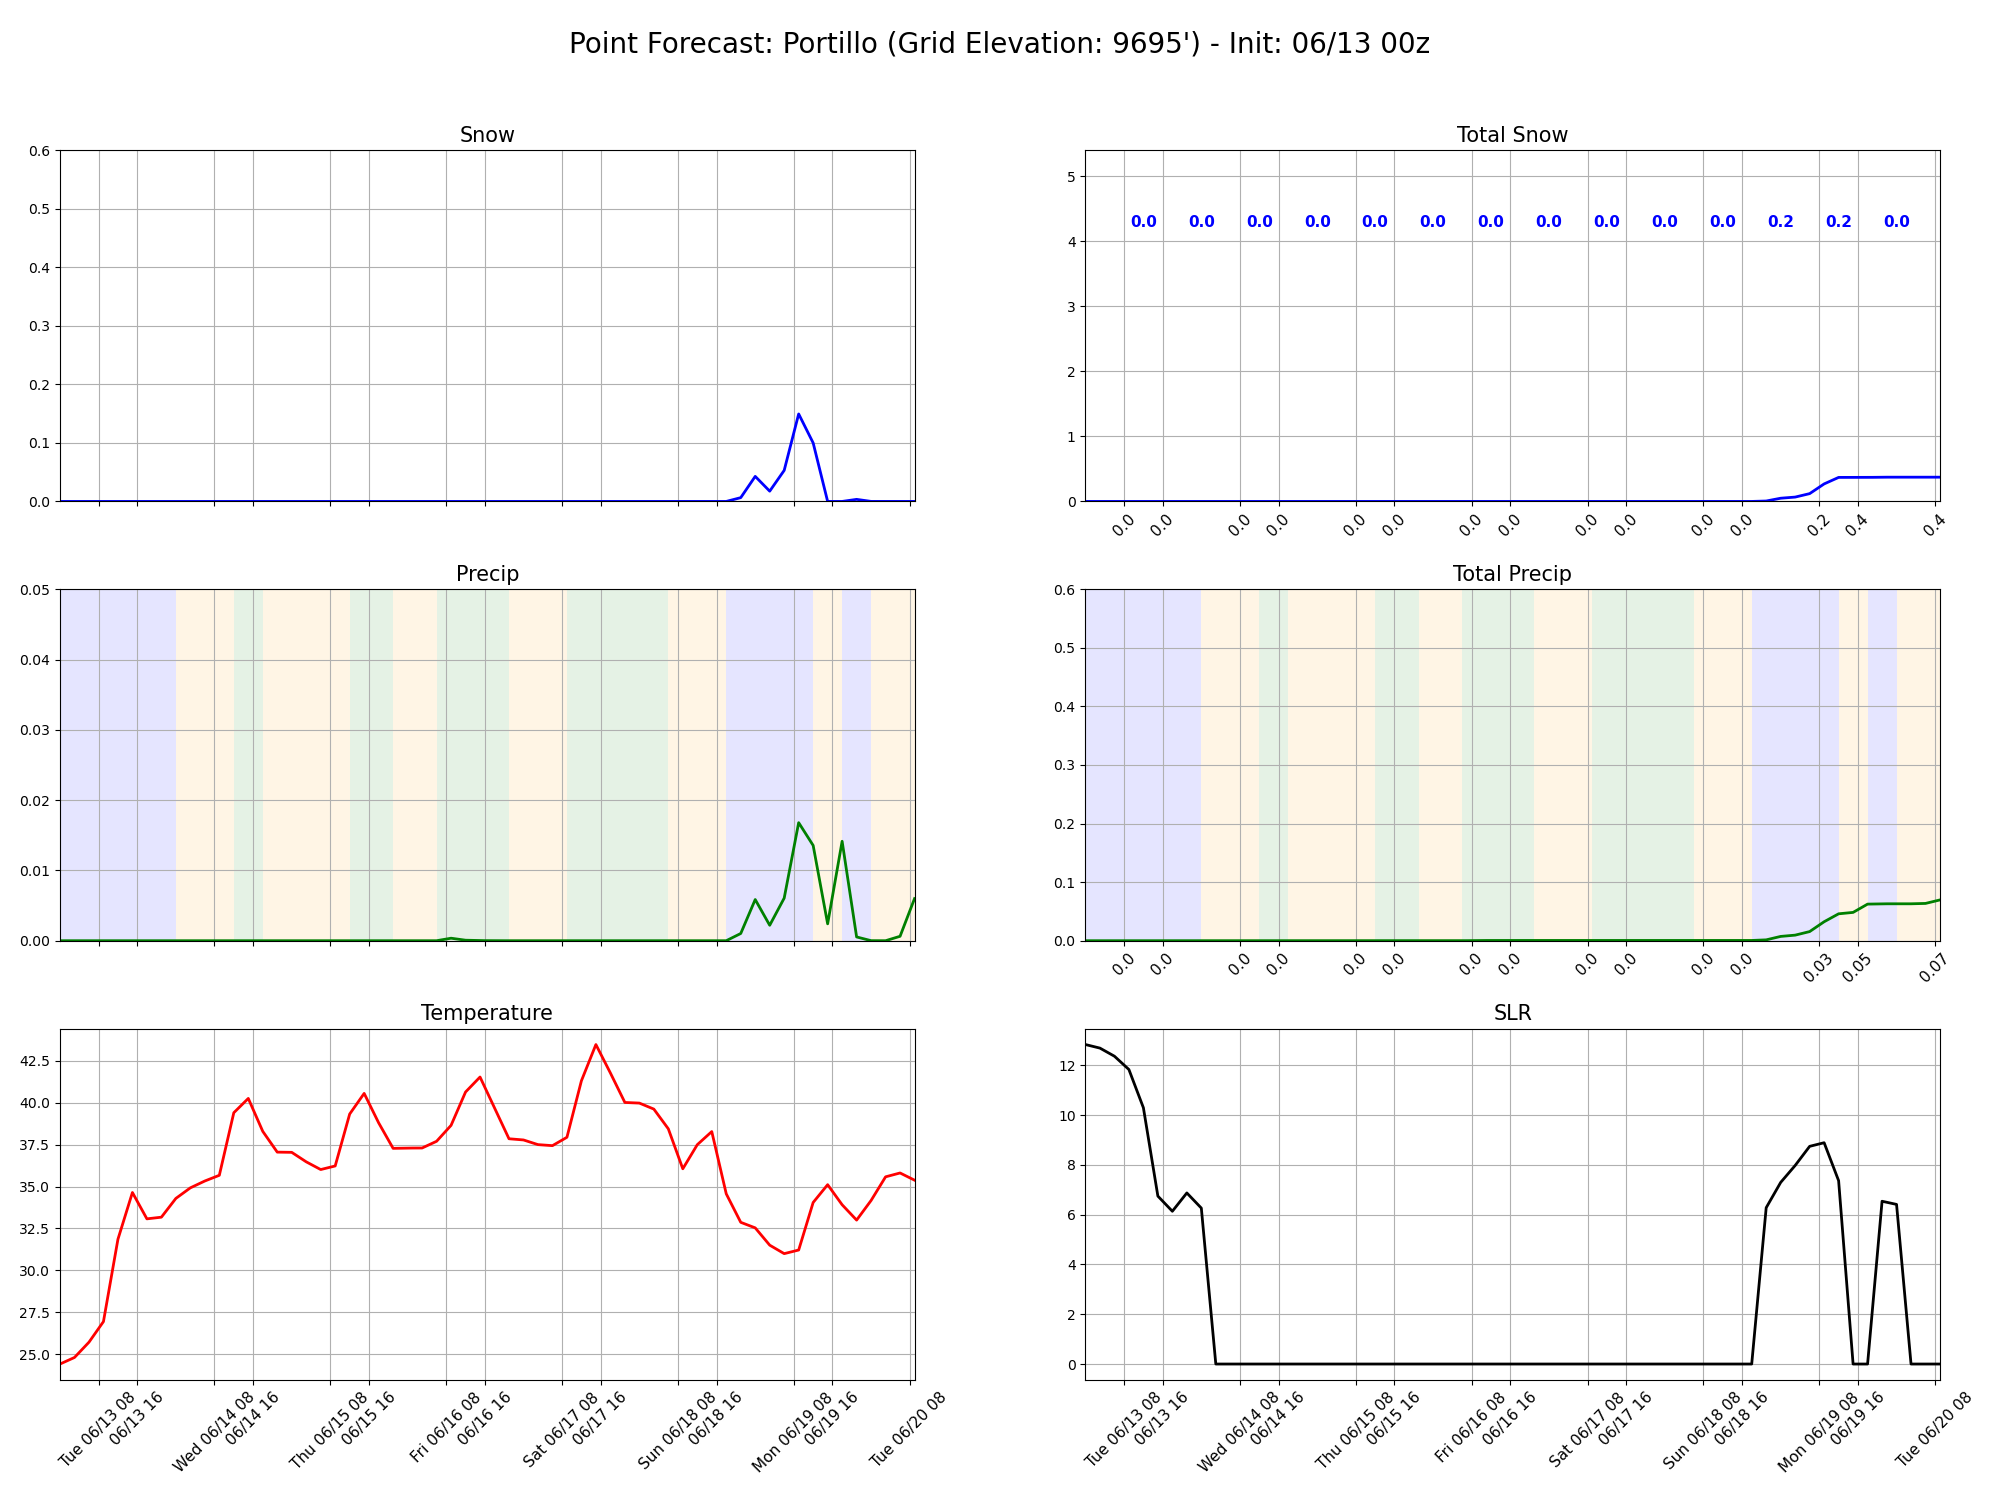 Point Forecast: Portillo (Grid Elevation: 9695') - Init: 06/13 00z
Snow
0.6
0.5
0.4
0.3
0.2
0.1
0.0
Total Snow
5
4
3
2
1
0
0.0 0.0 0.0 0.0 0.0 0.0 0.0 0.0 0.0 0.0 0.0 0.2 0.2 0.0
0.0 0.0 0.0 0.0 0.0 0.0 0.0 0.0 0.0 0.0 0.0 0.0 0.2 0.4 0.4
Precip
0.05
0.04
0.03
0.02
0.01
0.00
Total Precip
0.6
0.5
0.4
0.3
0.2
0.1
0.0
0.0 0.0 0.0 0.0 0.0 0.0 0.0 0.0 0.0 0.0 0.0 0.0 0.03 0.05 0.07
Temperature
42.5
40.0
37.5
35.0
32.5
30.0
27.5
25.0
Tue 06/13 08
06/13 16
Wed 06/14 08
06/14 16
Thu 06/15 08
06/15 16
Fri 06/16 08
06/16 16
Sat 06/17 08
06/17 16
Sun 06/18 08
06/18 16
Mon 06/19 08
06/19 16
Tue 06/20 08
SLR
12
10
8
6
4
2
0
Tue 06/13 08
06/13 16
Wed 06/14 08
06/14 16
Thu 06/15 08
06/15 16
Fri 06/16 08
06/16 16
Sat 06/17 08
06/17 16
Sun 06/18 08
06/18 16
Mon 06/19 08
06/19 16
Tue 06/20 08